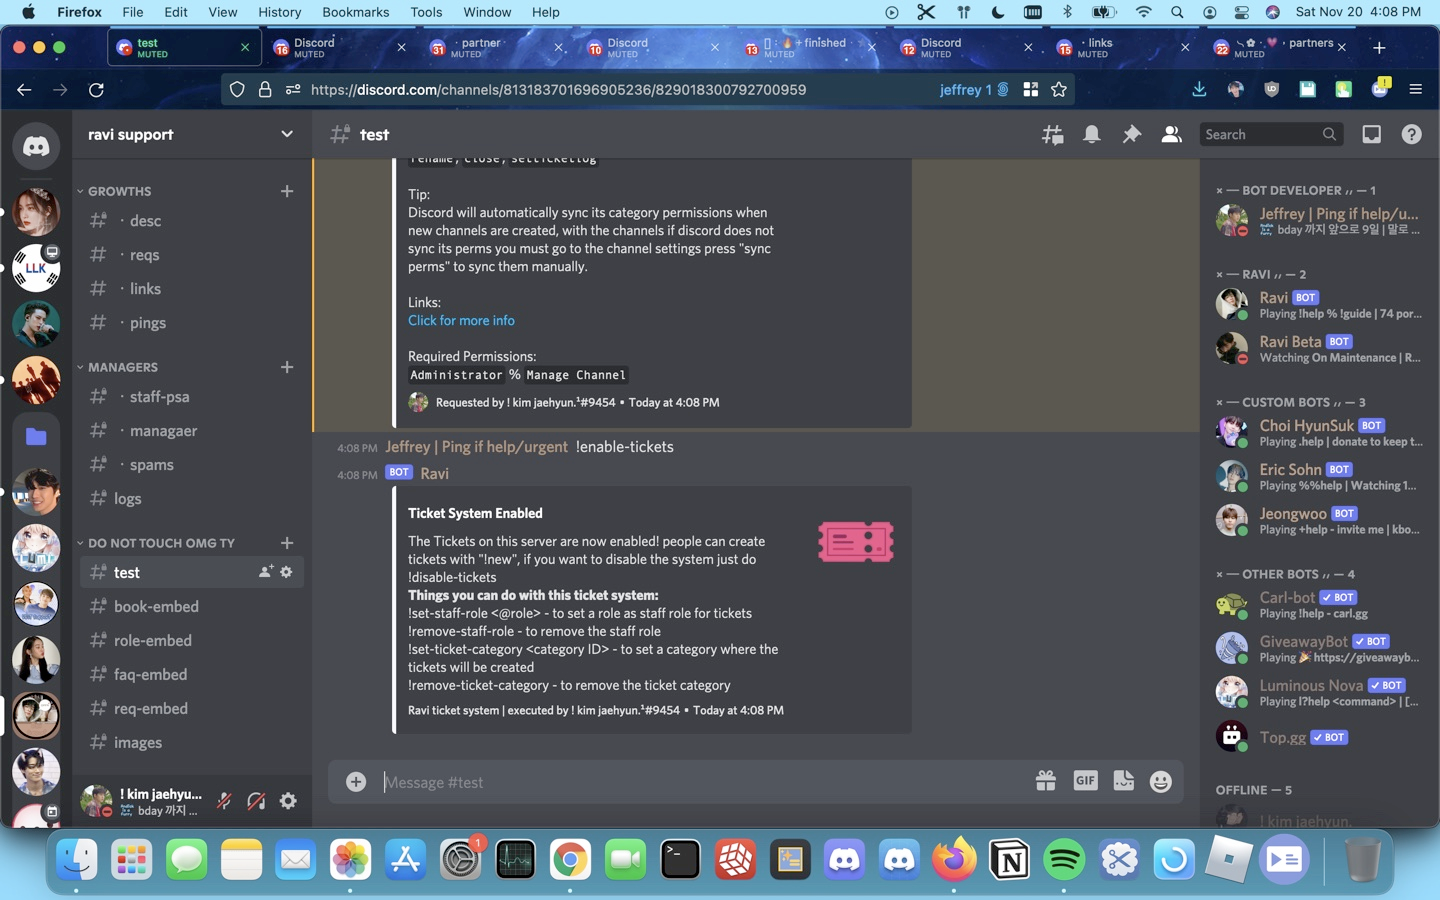 Firefox File Edit View History Bookmarks Tools Window Help Sat Nov 20 4:08 PM
test MUTED
16 Discord MUTED
31 · partner MUTED
10 Discord MUTED
13 + finished · MUTED
12 Discord MUTED
15 · links MUTED
22 · partners MUTED
https://discord.com/channels/813183701696905236/829018300792700959 jeffrey 1
ravi support
test
Search
GROWTHS
· desc
· reqs
· links
· pings
MANAGERS
· staff-psa
· managaer
· spams
logs
DO NOT TOUCH OMG TY
test
book-embed
role-embed
faq-embed
req-embed
images
! kim jaehyu...
bday 까지 ...
LLK
rename, close, setticketlog
Tip:
Discord will automatically sync its category permissions when
new channels are created, with the channels if discord does not
sync its perms you must go to the channel settings press "sync
perms" to sync them manually.
Links:
Click for more info
Required Permissions:
Administrator % Manage Channel
Requested by ! kim jaehyun.¹#9454 • Today at 4:08 PM
4:08 PM Jeffrey | Ping if help/urgent !enable-tickets
4:08 PM BOT Ravi
Ticket System Enabled
The Tickets on this server are now enabled! people can create
tickets with "!new", if you want to disable the system just do
!disable-tickets
Things you can do with this ticket system:
!set-staff-role <@role> - to set a role as staff role for tickets
!remove-staff-role - to remove the staff role
!set-ticket-category <category ID> - to set a category where the
tickets will be created
!remove-ticket-category - to remove the ticket category
Ravi ticket system | executed by ! kim jaehyun.¹#9454 • Today at 4:08 PM
Message #test
GIF
× — BOT DEVELOPER ,, — 1
Jeffrey | Ping if help/u...
bday 까지 앞으로 9일 | 말로 ...
× — RAVI ,, — 2
Ravi BOT
Playing !help % !guide | 74 por...
Ravi Beta BOT
Watching On Maintenance | R...
× — CUSTOM BOTS ,, — 3
Choi HyunSuk BOT
Playing .help | donate to keep t...
Eric Sohn BOT
Playing %%help | Watching 1...
Jeongwoo BOT
Playing +help - invite me | kbo...
× — OTHER BOTS ,, — 4
Carl-bot BOT
Playing !help - carl.gg
GiveawayBot BOT
Playing 🎉 https://giveawayb...
Luminous Nova BOT
Playing l?help <command> | [...
Top.gg BOT
OFFLINE — 5
! kim jaehyun.
1